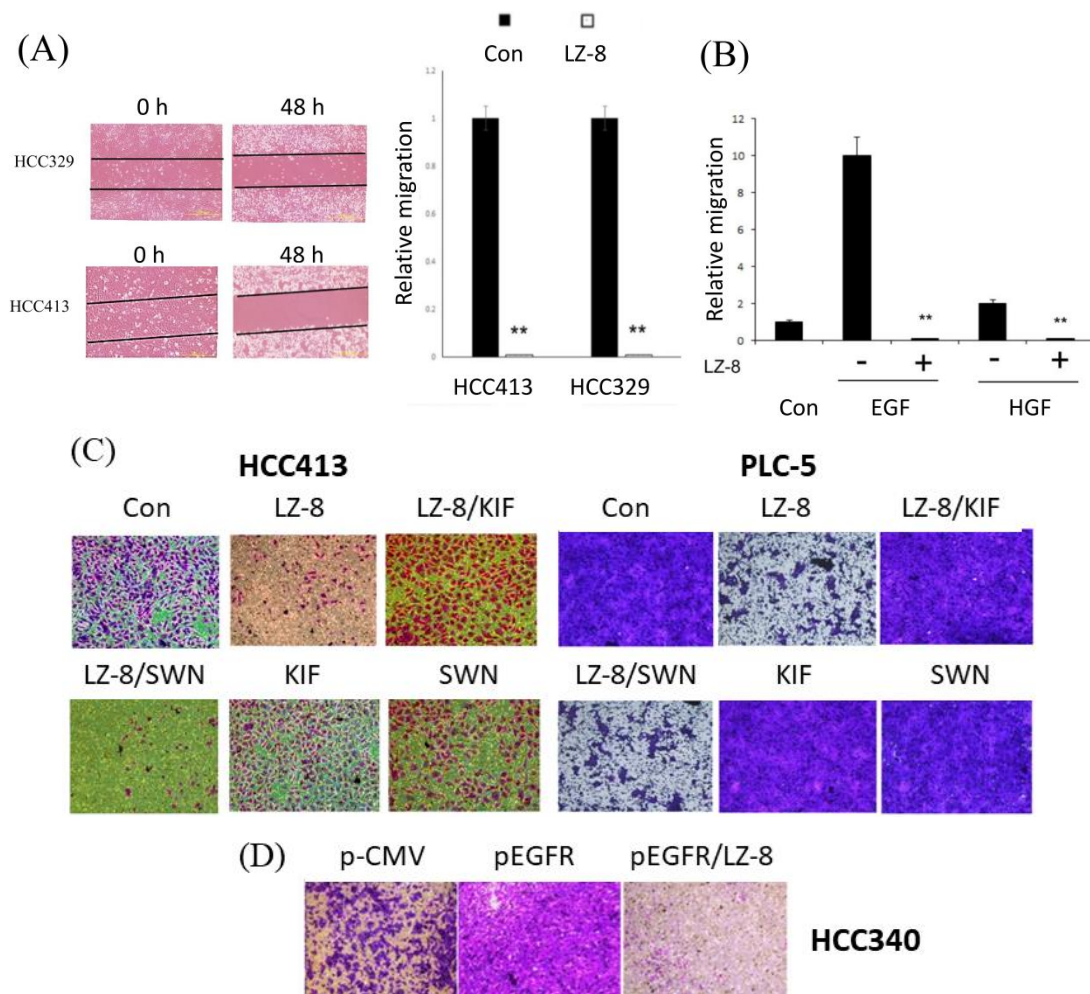 (A)
Con LZ-8
0 h 48 h
HCC329
0 h 48 h
HCC413
Relative migration
1.2
1
0.8
0.6
0.4
0.2
0
** **
HCC413 HCC329
(B)
Relative migration
12
10
8
6
4
2
0
** **
LZ-8 - + - +
Con EGF HGF
(C)
HCC413 PLC-5
Con LZ-8 LZ-8/KIF Con LZ-8 LZ-8/KIF
LZ-8/SWN KIF SWN LZ-8/SWN KIF SWN
(D)
p-CMV pEGFR pEGFR/LZ-8
HCC340